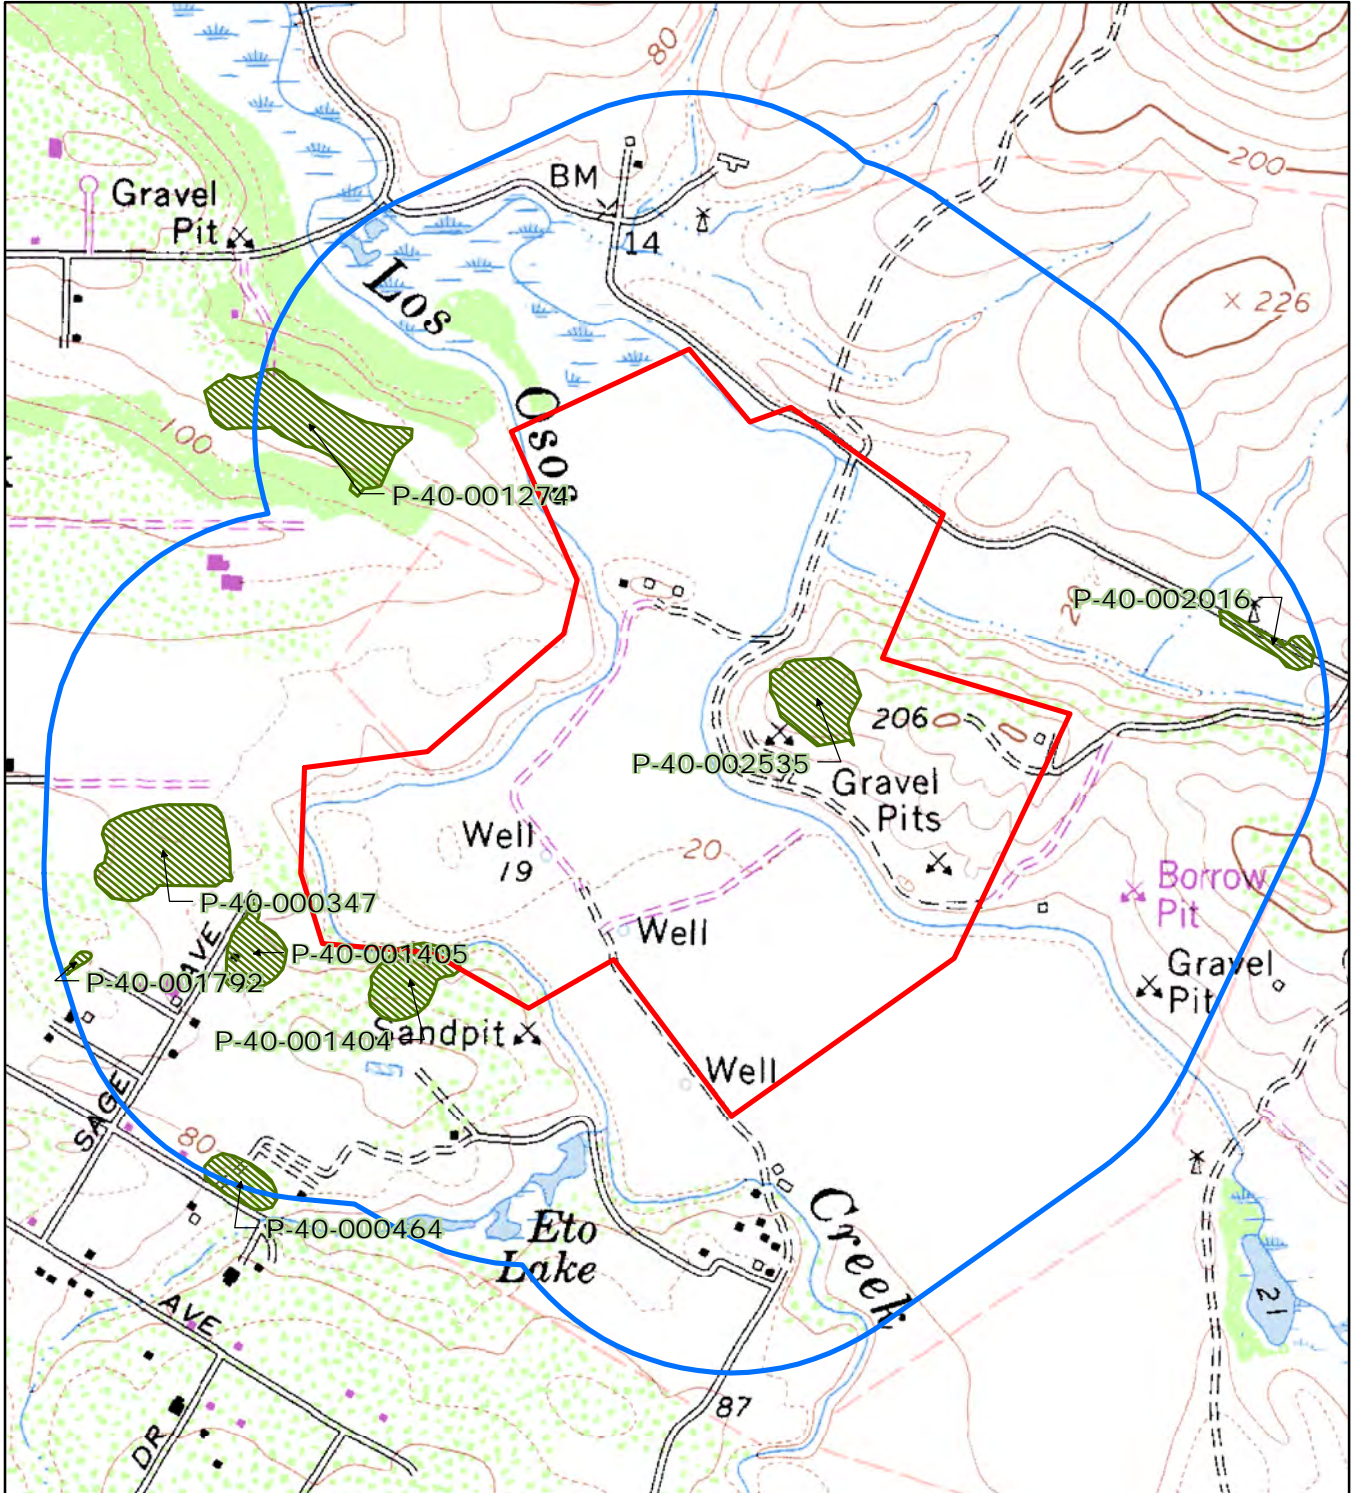 80
200
BM
Gravel
Pit
14
Los
× 226
Osos
100
P-40-001274
P-40-002016
206
P-40-002535
Gravel
Pits
Well
19
20
Borrow
Pit
P-40-000347
AVE
Well
P-40-001405
Gravel
Pit
P-40-001792
Sandpit
P-40-001404
Well
SAGE
80
Creek
P-40-000464
Eto
Lake
21
AVE
87
DR